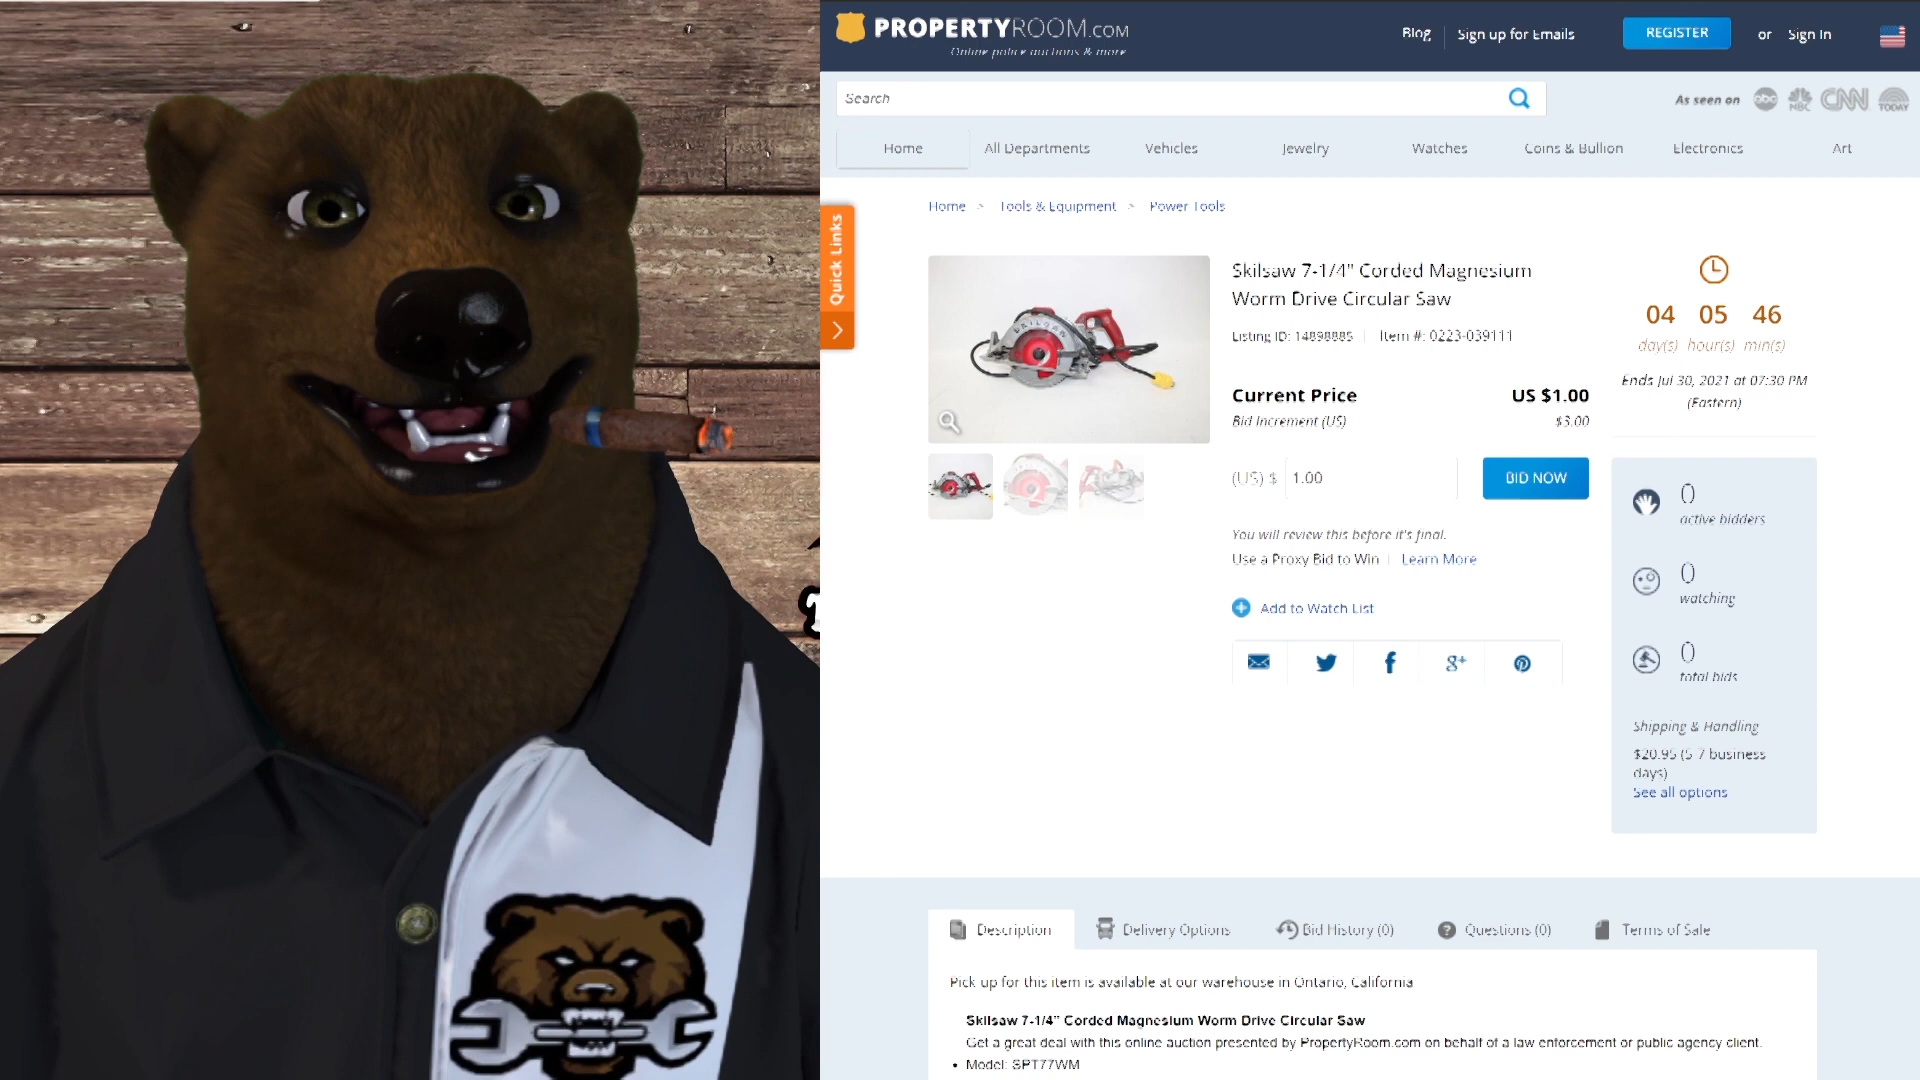 PROPERTYROOM.COM
Online police auctions & more
Blog
Sign up for Emails
REGISTER
or
Sign In
Search
As seen on
abc
NBC
CNN
TODAY
Home
All Departments
Vehicles
Jewelry
Watches
Coins & Bullion
Electronics
Art
Quick Links
Home > Tools & Equipment > Power Tools
Skilsaw 7-1/4" Corded Magnesium
Worm Drive Circular Saw
Listing ID: 14898885 | Item #: 0223-039111
Current Price US $1.00
Bid Increment (US) $3.00
(US) $ 1.00
BID NOW
You will review this before it's final.
Use a Proxy Bid to Win | Learn More
Add to Watch List
04 05 46
day(s) hour(s) min(s)
Ends Jul 30, 2021 at 07:30 PM
(Eastern)
0
active bidders
0
watching
0
total bids
Shipping & Handling
$20.95 (5-7 business
days)
See all options
Description
Delivery Options
Bid History (0)
Questions (0)
Terms of Sale
Pick up for this item is available at our warehouse in Ontario, California
Skilsaw 7-1/4" Corded Magnesium Worm Drive Circular Saw
Get a great deal with this online auction presented by PropertyRoom.com on behalf of a law enforcement or public agency client.
• Model: SPT77WM